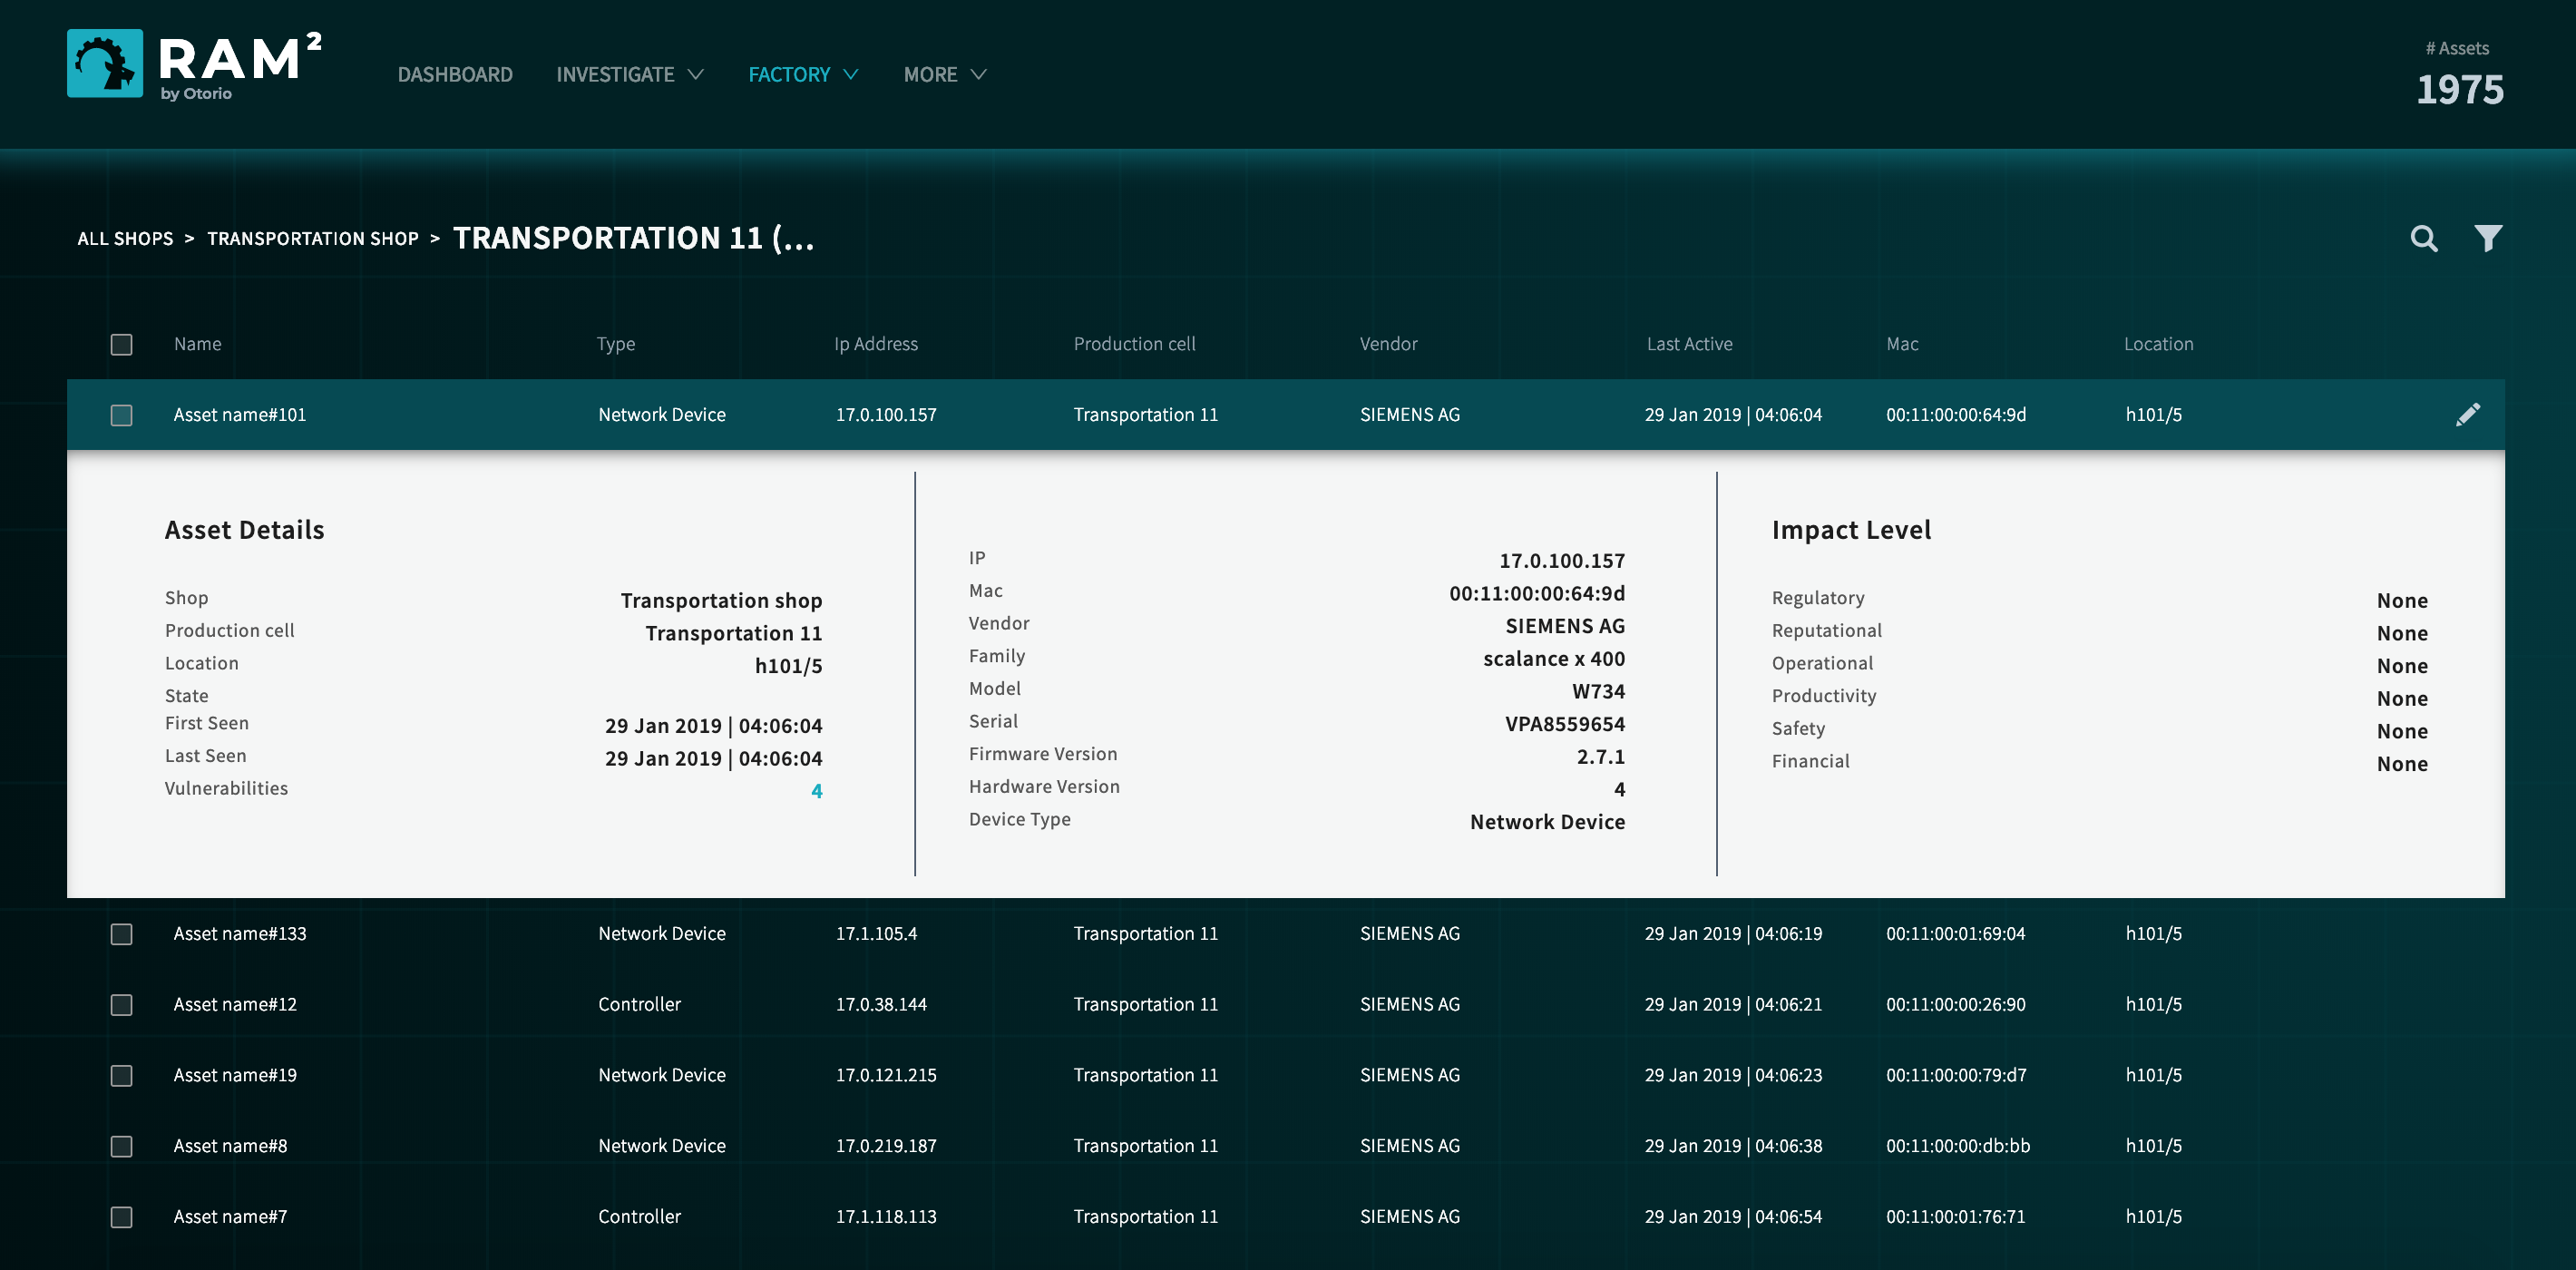 RAM²
by Otorio
DASHBOARD INVESTIGATE FACTORY MORE
# Assets
1975
ALL SHOPS > TRANSPORTATION SHOP > TRANSPORTATION 11 (...
Name Type Ip Address Production cell Vendor Last Active Mac Location
Asset name#101 Network Device 17.0.100.157 Transportation 11 SIEMENS AG 29 Jan 2019 | 04:06:04 00:11:00:00:64:9d h101/5
Asset Details
Shop Transportation shop
Production cell Transportation 11
Location h101/5
State
First Seen 29 Jan 2019 | 04:06:04
Last Seen 29 Jan 2019 | 04:06:04
Vulnerabilities 4
IP 17.0.100.157
Mac 00:11:00:00:64:9d
Vendor SIEMENS AG
Family scalance x 400
Model W734
Serial VPA8559654
Firmware Version 2.7.1
Hardware Version 4
Device Type Network Device
Impact Level
Regulatory None
Reputational None
Operational None
Productivity None
Safety None
Financial None
Asset name#133 Network Device 17.1.105.4 Transportation 11 SIEMENS AG 29 Jan 2019 | 04:06:19 00:11:00:01:69:04 h101/5
Asset name#12 Controller 17.0.38.144 Transportation 11 SIEMENS AG 29 Jan 2019 | 04:06:21 00:11:00:00:26:90 h101/5
Asset name#19 Network Device 17.0.121.215 Transportation 11 SIEMENS AG 29 Jan 2019 | 04:06:23 00:11:00:00:79:d7 h101/5
Asset name#8 Network Device 17.0.219.187 Transportation 11 SIEMENS AG 29 Jan 2019 | 04:06:38 00:11:00:00:db:bb h101/5
Asset name#7 Controller 17.1.118.113 Transportation 11 SIEMENS AG 29 Jan 2019 | 04:06:54 00:11:00:01:76:71 h101/5